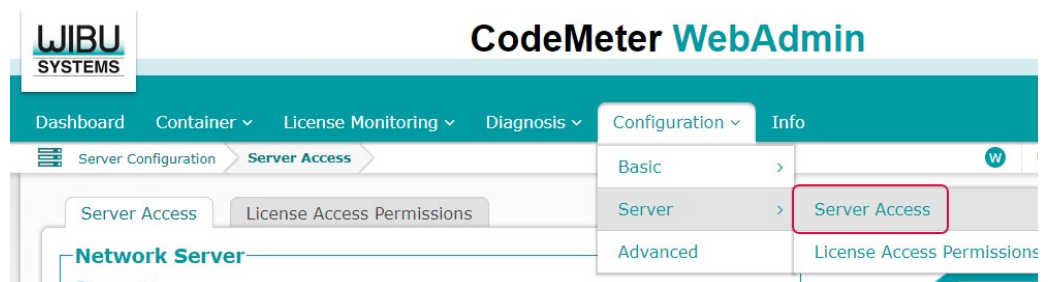 WIBU
SYSTEMS
CodeMeter WebAdmin
Dashboard Container License Monitoring Diagnosis Configuration Info
Server Configuration Server Access W
Basic
Server Access License Access Permissions Server Server Access
Network Server Advanced License Access Permissions